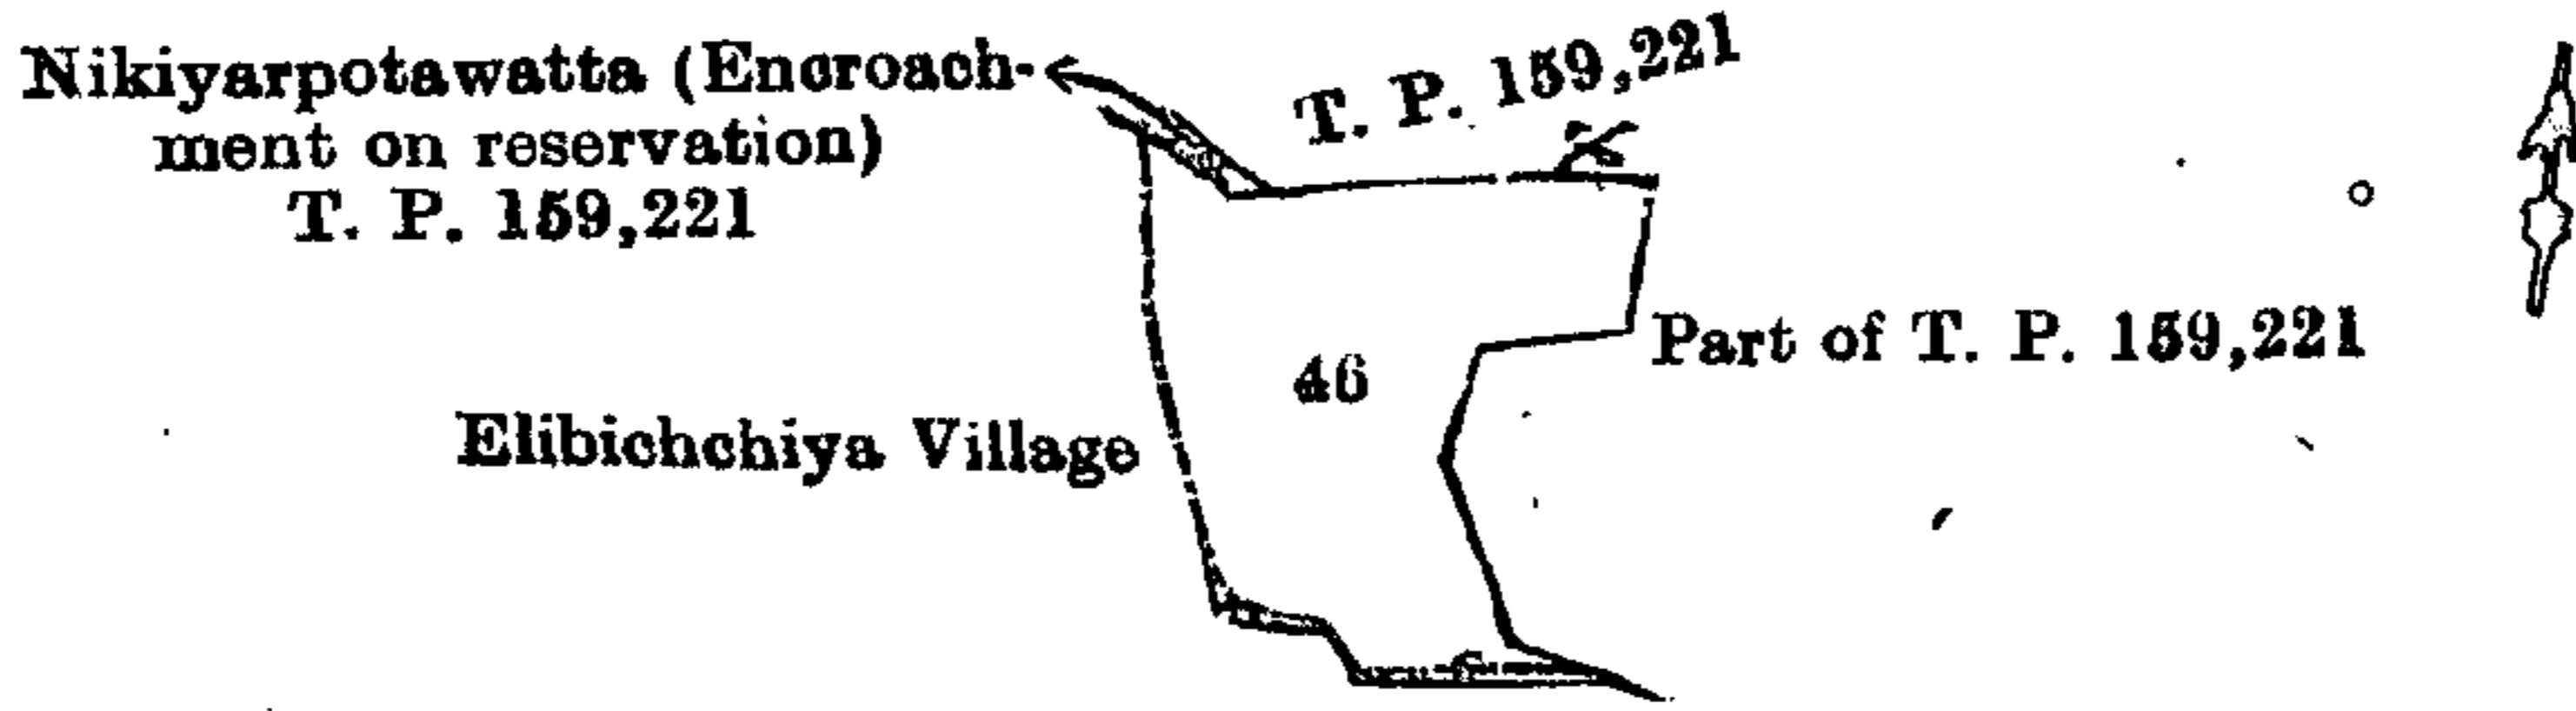 Nikiyarpotawatta (Encroach-
ment on reservation)
T. P. 159,221
T. P. 159,221
Part of T. P. 159,221
46
Elibichchiya Village